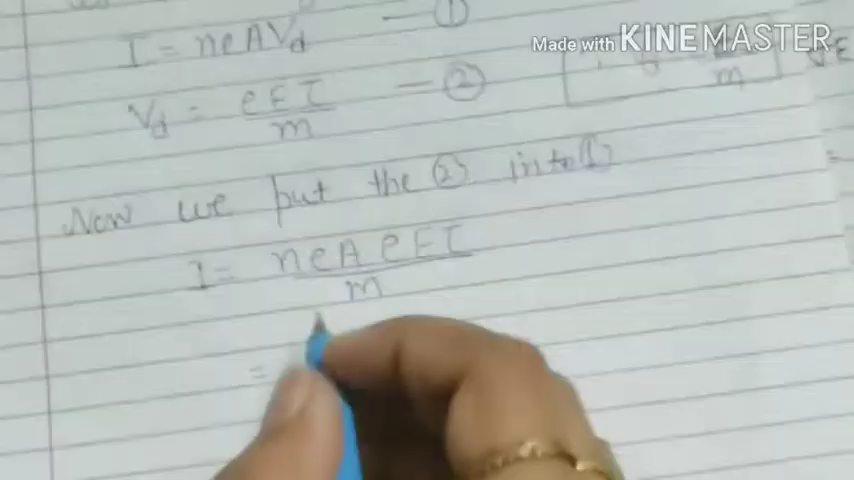 I = neAVd — ①
Made with KINEMASTER
Vd = eEτ/m — ②
m
Now we put the ② into ①
I = neAeEτ/m
=